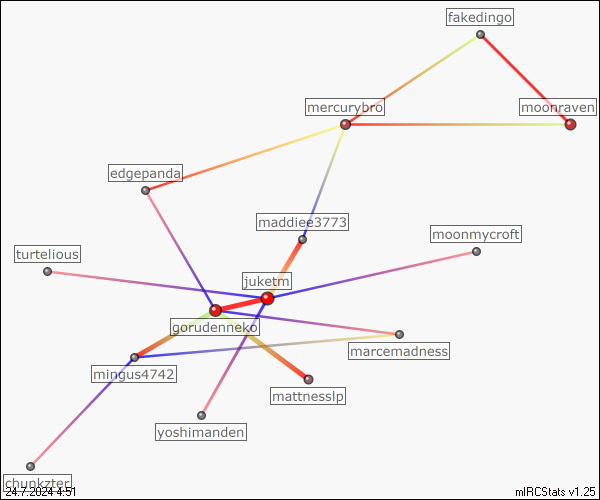 fakedingo
mercurybro
moonraven
edgepanda
maddiee3773
moonmycroft
turtelious
juketm
gorudenneko
marcemadness
mingus4742
mattnesslp
yoshimanden
chunkzter
24.7.2024 4:51
mIRCStats v1.25